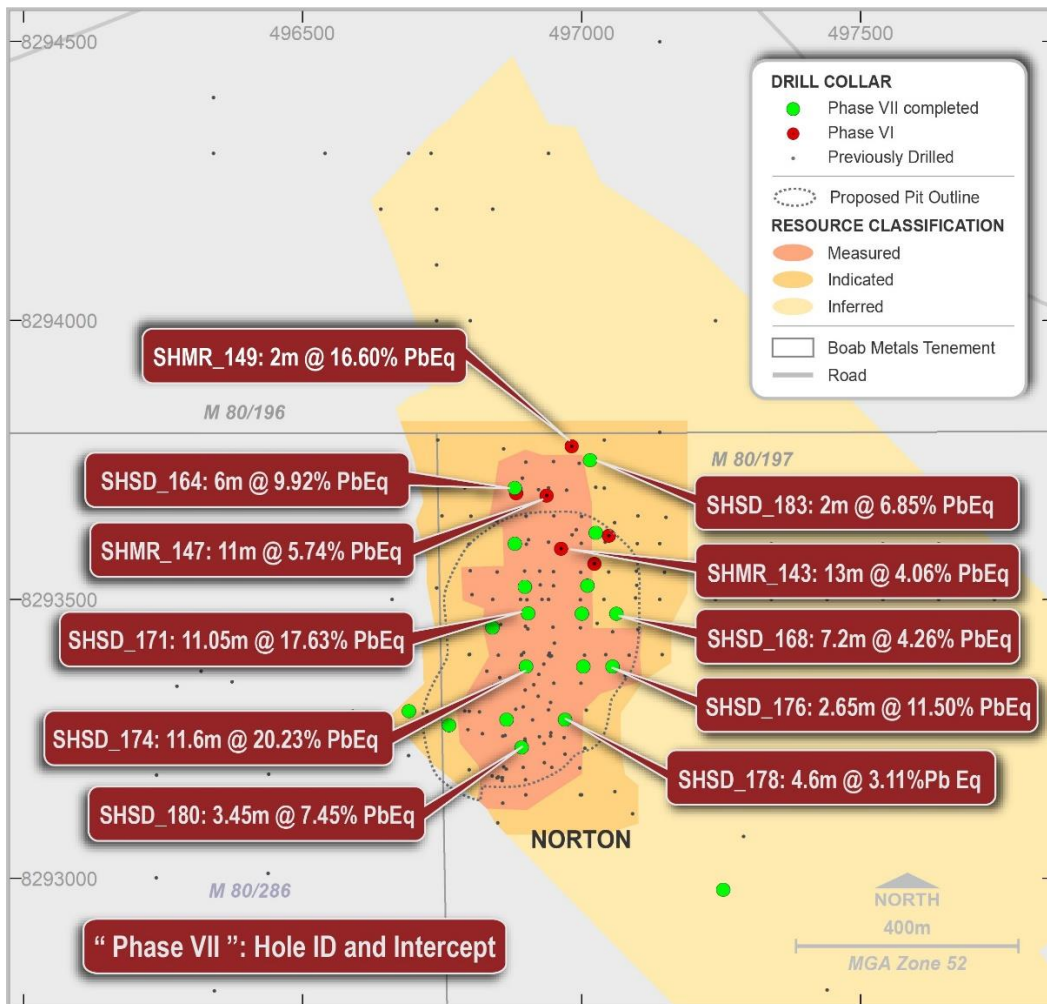 496500
497000
497500
8294500
DRILL COLLAR
Phase VII completed
Phase VI
Previously Drilled
Proposed Pit Outline
RESOURCE CLASSIFICATION
Measured
Indicated
Inferred
Boab Metals Tenement
Road
8294000
SHMR_149: 2m @ 16.60% PbEq
M 80/196
M 80/197
SHSD_164: 6m @ 9.92% PbEq
SHSD_183: 2m @ 6.85% PbEq
SHMR_147: 11m @ 5.74% PbEq
SHMR_143: 13m @ 4.06% PbEq
8293500
SHSD_171: 11.05m @ 17.63% PbEq
SHSD_168: 7.2m @ 4.26% PbEq
SHSD_176: 2.65m @ 11.50% PbEq
SHSD_174: 11.6m @ 20.23% PbEq
SHSD_178: 4.6m @ 3.11%Pb Eq
SHSD_180: 3.45m @ 7.45% PbEq
NORTON
8293000
M 80/286
NORTH
400m
MGA Zone 52
“ Phase VII ”: Hole ID and Intercept